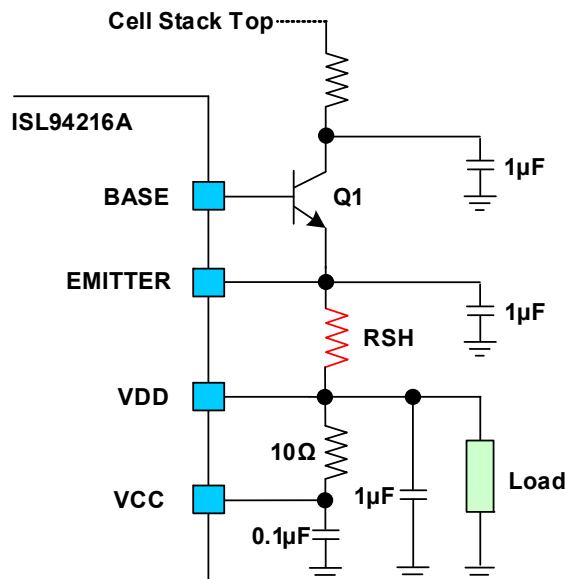 Cell Stack Top
ISL94216A
1µF
BASE
Q1
EMITTER
1µF
RSH
VDD
10Ω
Load
1µF
VCC
0.1µF